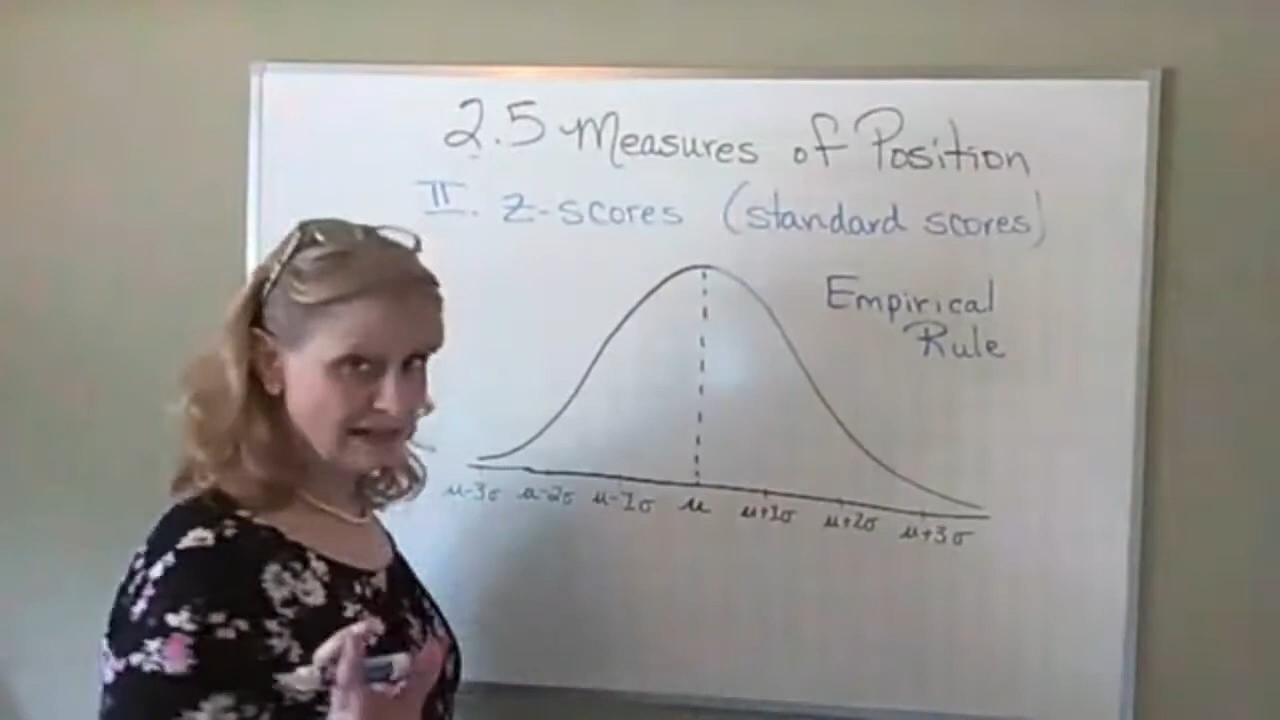 2.5 Measures of Position
II. z-scores (standard scores)
Empirical
Rule
μ-3σ μ-2σ μ-1σ μ μ+1σ μ+2σ μ+3σ